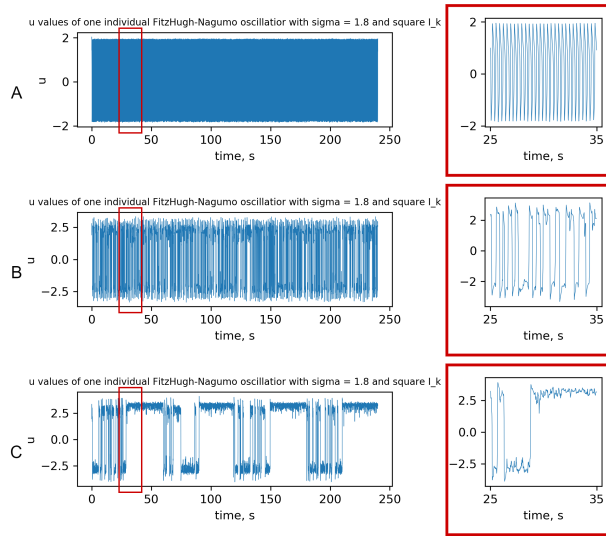 u values of one individual FitzHugh-Nagumo oscillatior with sigma = 1.8 and square I_k
A
u
2
0
−2
0 50 100 150 200 250
time, s
2
0
−2
25 35
time, s
u values of one individual FitzHugh-Nagumo oscillatior with sigma = 1.8 and square I_k
B
u
2.5
0.0
−2.5
0 50 100 150 200 250
time, s
2
0
−2
25 35
time, s
u values of one individual FitzHugh-Nagumo oscillatior with sigma = 1.8 and square I_k
C
u
2.5
0.0
−2.5
0 50 100 150 200 250
time, s
2.5
0.0
−2.5
25 35
time, s